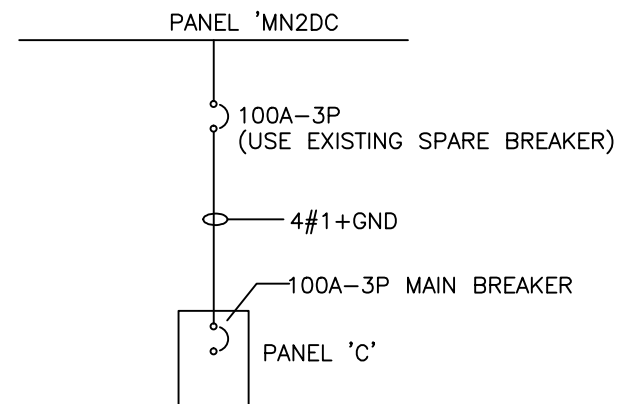 PANEL 'MN2DC
100A-3P
(USE EXISTING SPARE BREAKER)
4#1+GND
100A-3P MAIN BREAKER
PANEL 'C'